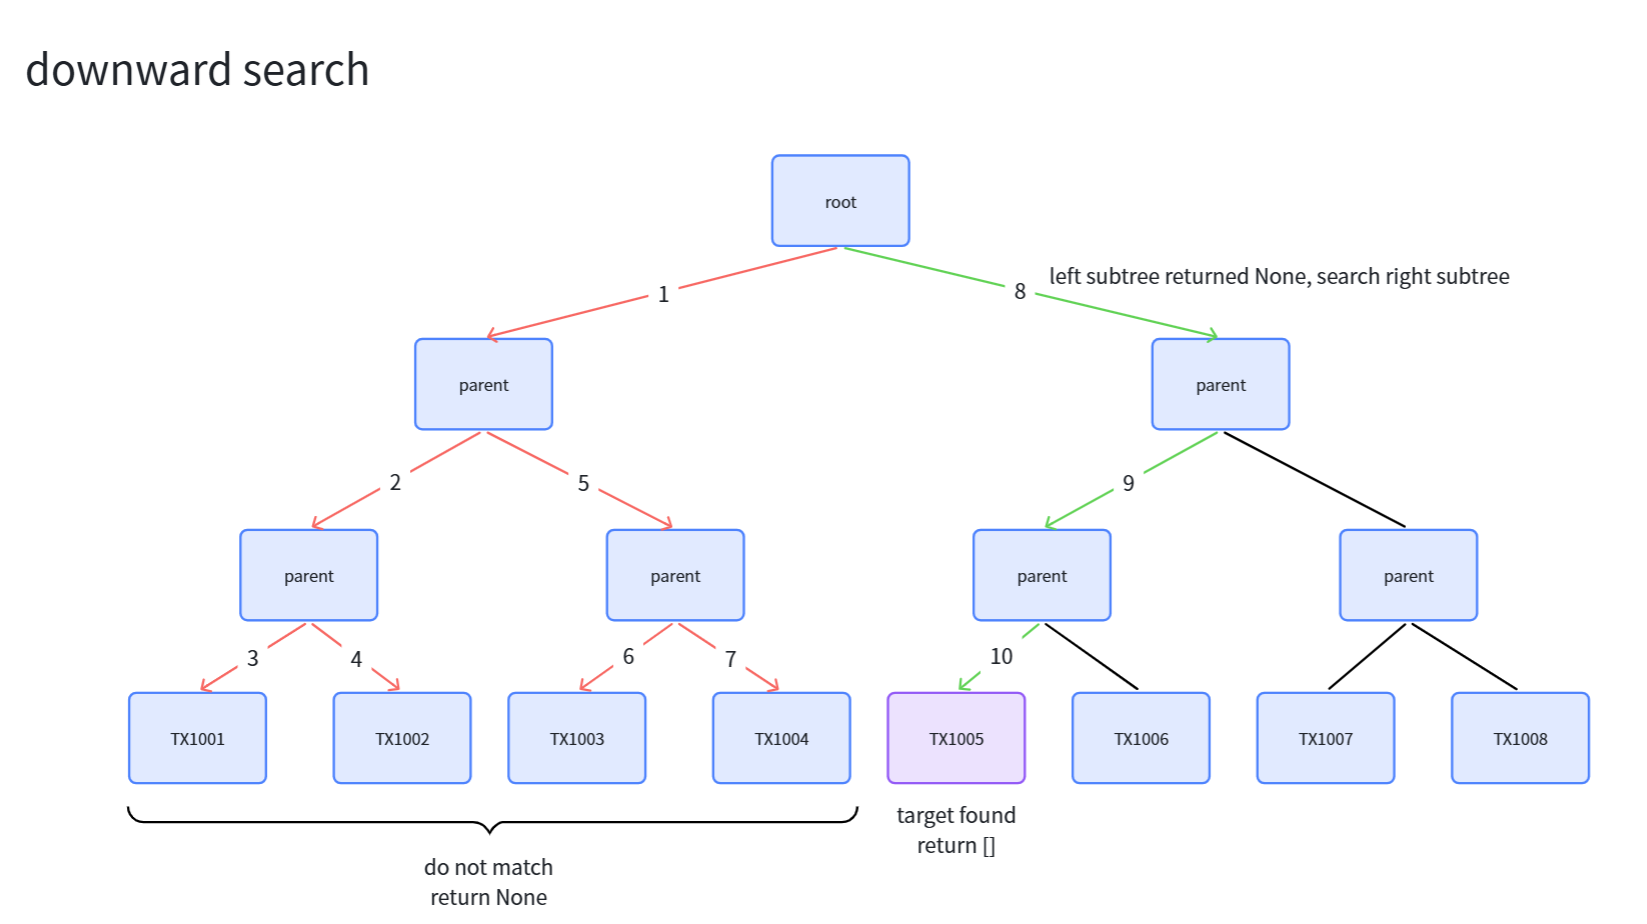 downward search
root
left subtree returned None, search right subtree
1
8
parent
parent
2
5
9
parent
parent
parent
parent
3
4
6
7
10
TX1001
TX1002
TX1003
TX1004
TX1005
TX1006
TX1007
TX1008
target found
return []
do not match
return None